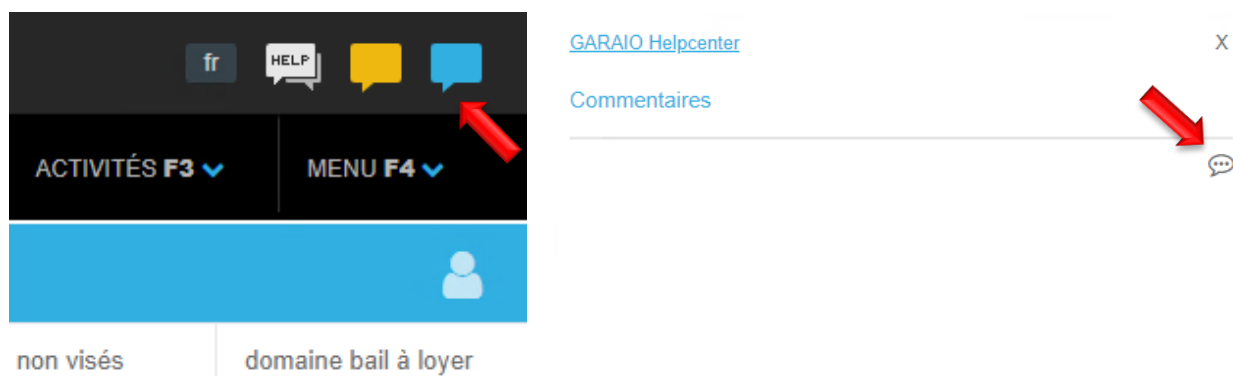 fr
HELP
ACTIVITÉS F3
MENU F4
non visés
domaine bail à loyer
GARAIO Helpcenter
X
Commentaires